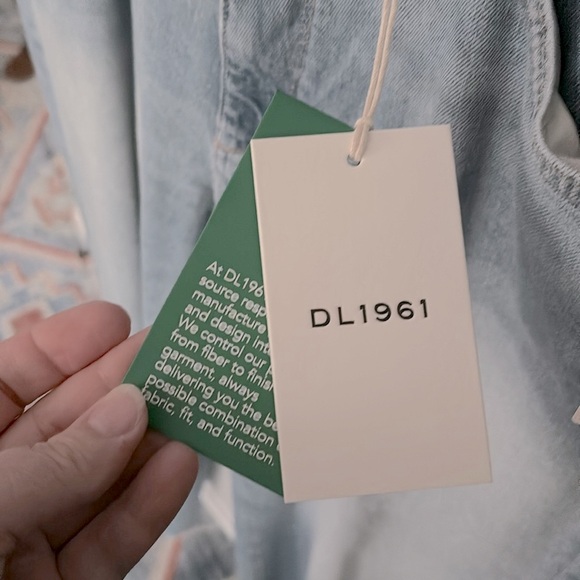 DL1961
At DL196
source resp
manufacture
and design int
We control our
from fiber to finis
garment, always
delivering you the be
possible combination
fabric, fit, and function.